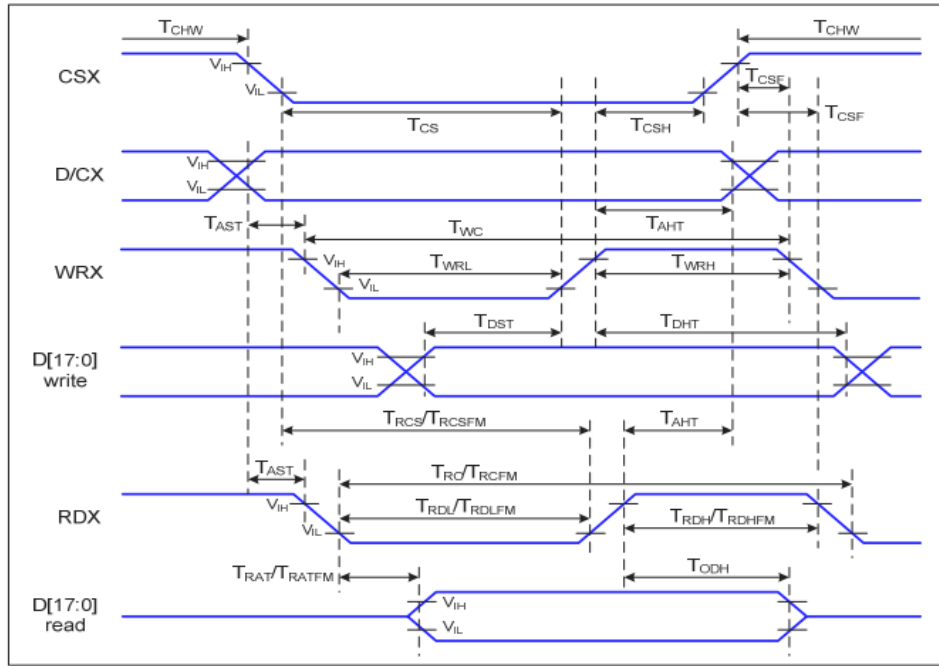 TCHW TCHW
CSX
VIH
VIL
TCSF
TCS TCSH TCSF
D/CX
VIH
VIL
TAST TWC TAHT
WRX
VIH
VIL
TWRL TWRH
TDST TDHT
D[17:0]
write
VIH
VIL
TRCS/TRCSFM TAHT
TAST TRC/TRCFM
RDX
VIH
VIL
TRDL/TRDLFM TRDH/TRDHFM
TRAT/TRATFM TODH
D[17:0]
read
VIH
VIL